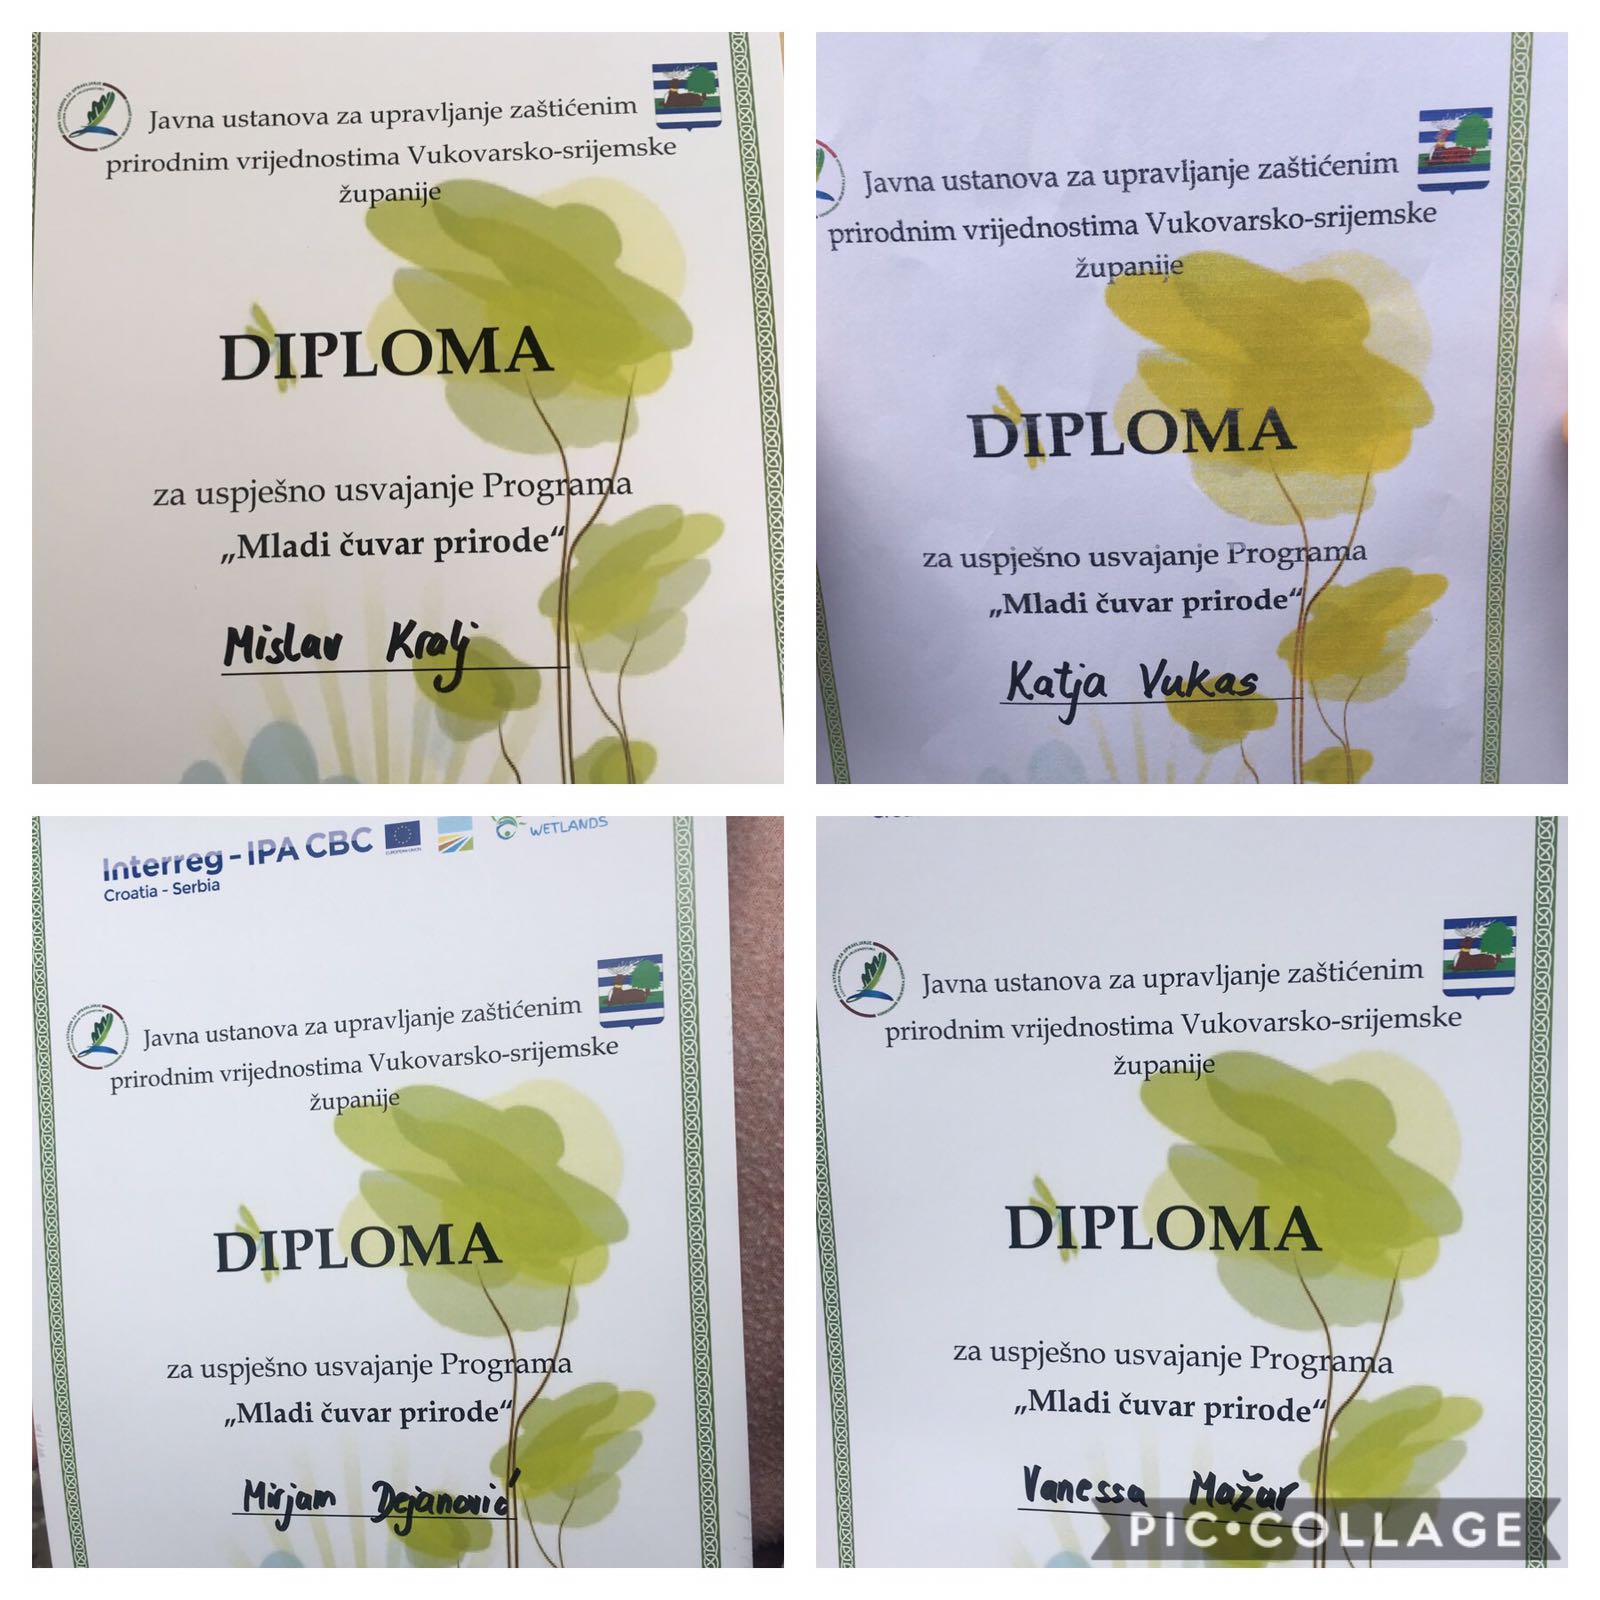 Javna ustanova za upravljanje zaštićenim
prirodnim vrijednostima Vukovarsko-srijemske
županije
DIPLOMA
za uspješno usvajanje Programa
„Mladi čuvar prirode“
Mislav Kralj
Javna ustanova za upravljanje zaštićenim
prirodnim vrijednostima Vukovarsko-srijemske
županije
DIPLOMA
za uspješno usvajanje Programa
„Mladi čuvar prirode“
Katja Vukas
Interreg - IPA CBC
EUROPEAN UNION
WETLANDS
Croatia - Serbia
Javna ustanova za upravljanje zaštićenim
prirodnim vrijednostima Vukovarsko-srijemske
županije
DIPLOMA
za uspješno usvajanje Programa
„Mladi čuvar prirode“
Mirjam Dejanović
Javna ustanova za upravljanje zaštićenim
prirodnim vrijednostima Vukovarsko-srijemske
županije
DIPLOMA
za uspješno usvajanje Programa
„Mladi čuvar prirode“
Vanessa Mažar
PIC•COLLAGE